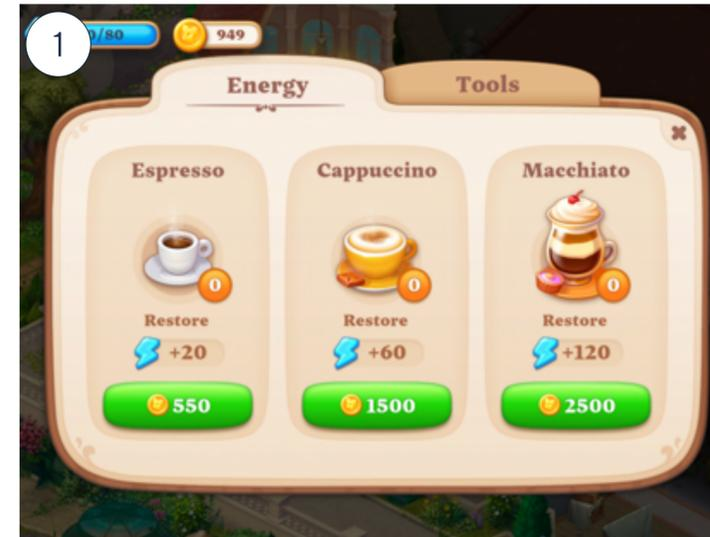 1
0/80
949
Energy
Tools
Espresso
Cappuccino
Macchiato
0
0
0
Restore
Restore
Restore
+20
+60
+120
550
1500
2500